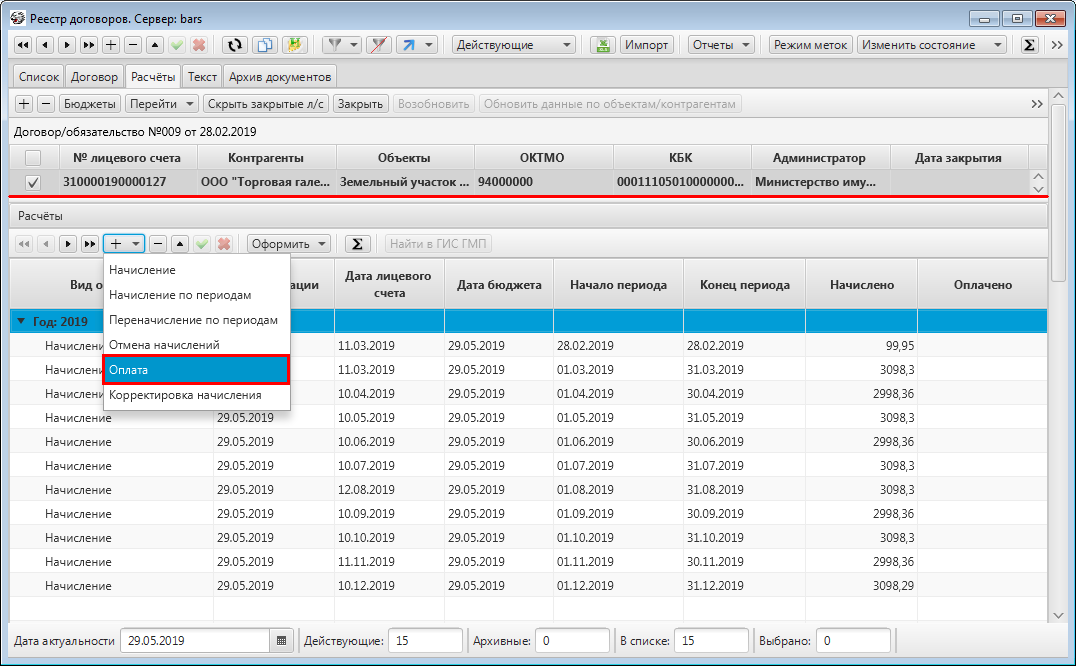 Реестр договоров. Сервер: bars
Действующие Импорт Отчеты Режим меток Изменить состояние Σ
Список Договор Расчёты Текст Архив документов
Бюджеты Перейти Скрыть закрытые л/с Закрыть Возобновить Обновить данные по объектам/контрагентам
Договор/обязательство №009 от 28.02.2019
№ лицевого счета Контрагенты Объекты ОКТМО КБК Администратор Дата закрытия
310000190000127 ООО "Торговая гале... Земельный участок ... 94000000 00011105010000000... Министерство иму...
Расчёты
Оформить Σ Найти в ГИС ГМП
Вид о ации Дата лицевого счета Дата бюджета Начало периода Конец периода Начислено Оплачено
Начисление
Начисление по периодам
Переначисление по периодам
Отмена начислений
Оплата
Корректировка начисления
Год: 2019
Начислени 11.03.2019 29.05.2019 28.02.2019 28.02.2019 99,95
Начислени 11.03.2019 29.05.2019 01.03.2019 31.03.2019 3098,3
Начислени 10.04.2019 29.05.2019 01.04.2019 30.04.2019 2998,36
Начисление 29.05.2019 10.05.2019 29.05.2019 01.05.2019 31.05.2019 3098,3
Начисление 29.05.2019 10.06.2019 29.05.2019 01.06.2019 30.06.2019 2998,36
Начисление 29.05.2019 10.07.2019 29.05.2019 01.07.2019 31.07.2019 3098,3
Начисление 29.05.2019 12.08.2019 29.05.2019 01.08.2019 31.08.2019 3098,3
Начисление 29.05.2019 10.09.2019 29.05.2019 01.09.2019 30.09.2019 2998,36
Начисление 29.05.2019 10.10.2019 29.05.2019 01.10.2019 31.10.2019 3098,3
Начисление 29.05.2019 11.11.2019 29.05.2019 01.11.2019 30.11.2019 2998,36
Начисление 29.05.2019 10.12.2019 29.05.2019 01.12.2019 31.12.2019 3098,29
Дата актуальности 29.05.2019 Действующие: 15 Архивные: 0 В списке: 15 Выбрано: 0